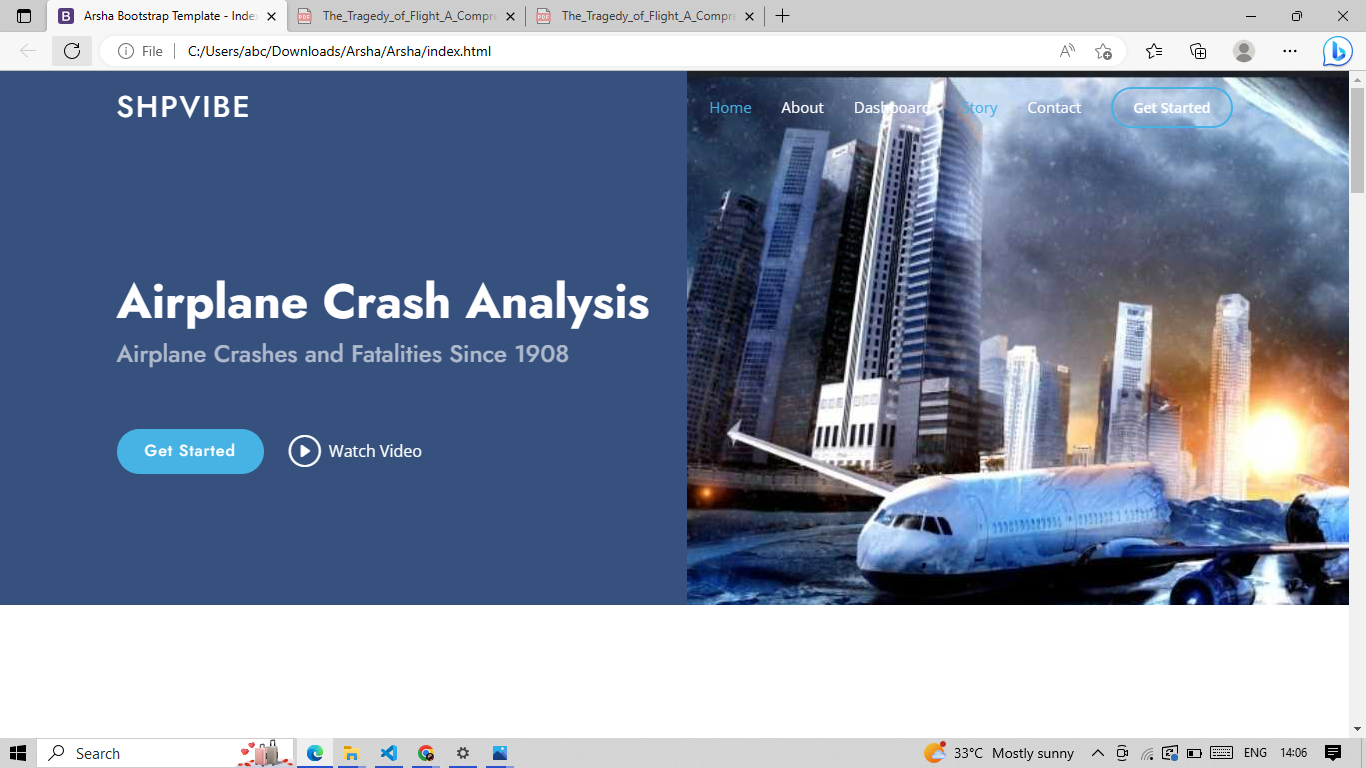 Arsha Bootstrap Template - Index
The_Tragedy_of_Flight_A_Compre
The_Tragedy_of_Flight_A_Compre
File
C:/Users/abc/Downloads/Arsha/Arsha/index.html
SHPVIBE
Home About Dashboard Story Contact Get Started
Airplane Crash Analysis
Airplane Crashes and Fatalities Since 1908
Get Started
Watch Video
Search
33°C Mostly sunny
ENG
14:06